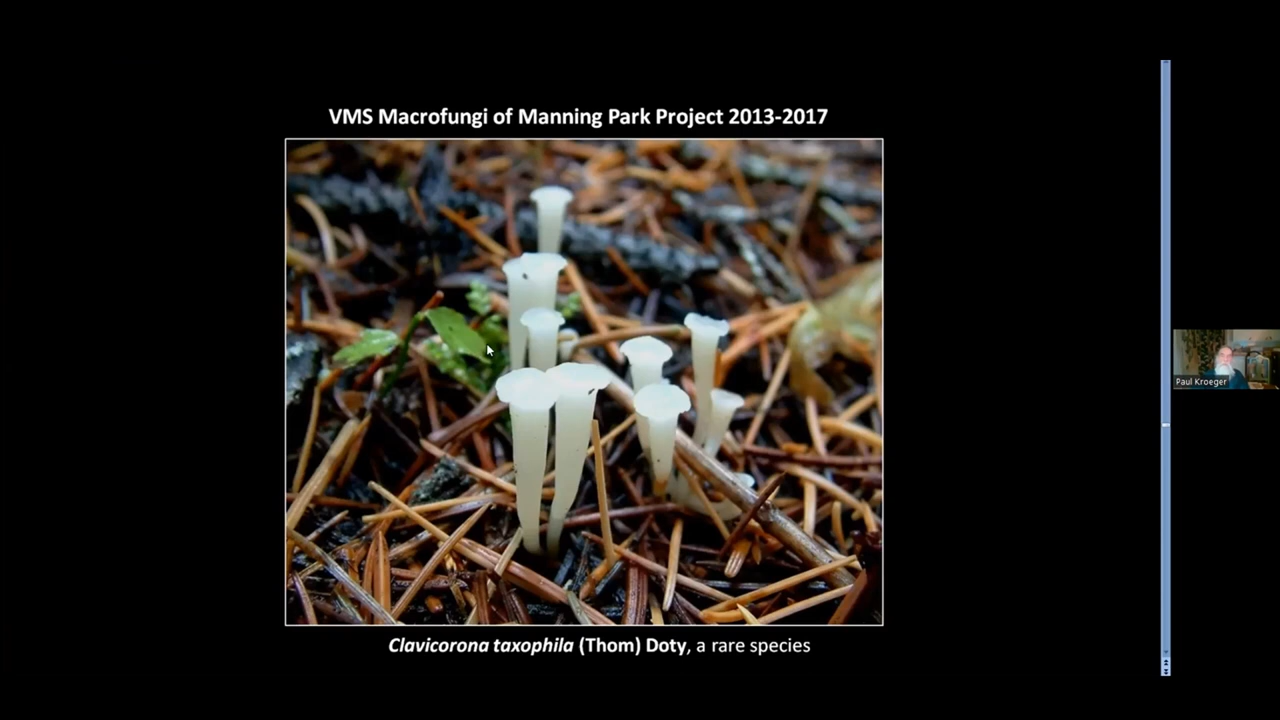 VMS Macrofungi of Manning Park Project 2013-2017
Clavicorona taxophila (Thom) Doty, a rare species
Paul Kroeger